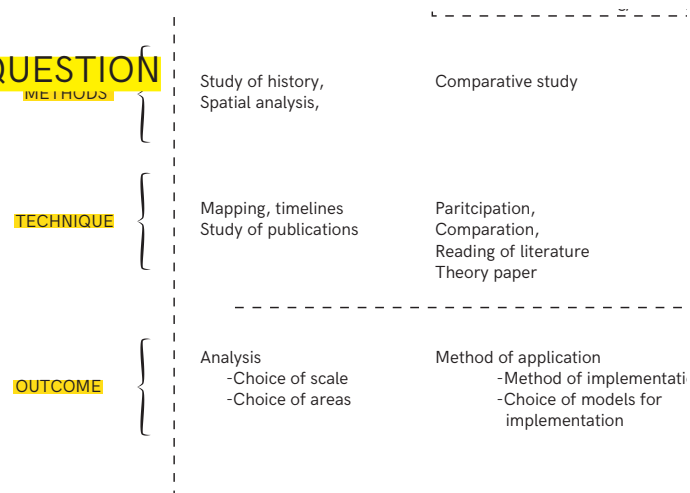 QUESTION
METHODS
Study of history,
Spatial analysis,
Comparative study
TECHNIQUE
Mapping, timelines
Study of publications
Paritcipation,
Comparation,
Reading of literature
Theory paper
OUTCOME
Analysis
-Choice of scale
-Choice of areas
Method of application
-Method of implementati
-Choice of models for
implementation